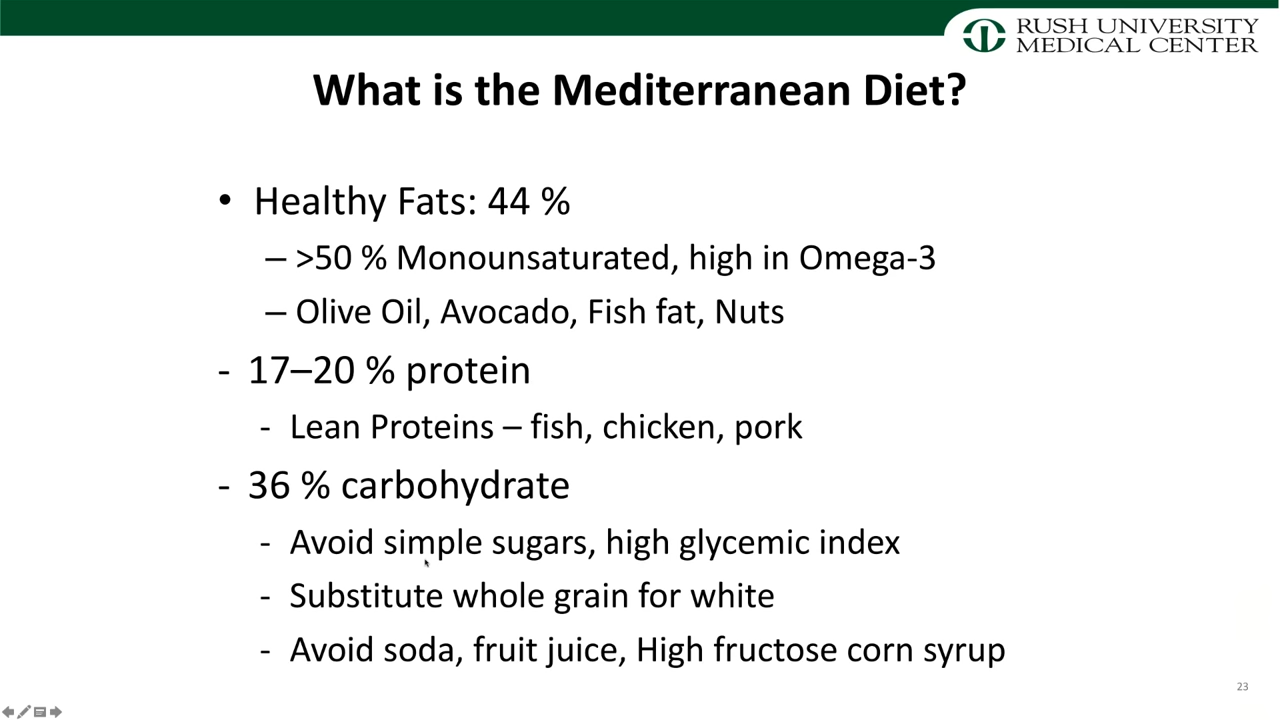 RUSH UNIVERSITY
MEDICAL CENTER
What is the Mediterranean Diet?
• Healthy Fats: 44 %
– >50 % Monounsaturated, high in Omega-3
– Olive Oil, Avocado, Fish fat, Nuts
- 17–20 % protein
- Lean Proteins – fish, chicken, pork
- 36 % carbohydrate
- Avoid simple sugars, high glycemic index
- Substitute whole grain for white
- Avoid soda, fruit juice, High fructose corn syrup
23